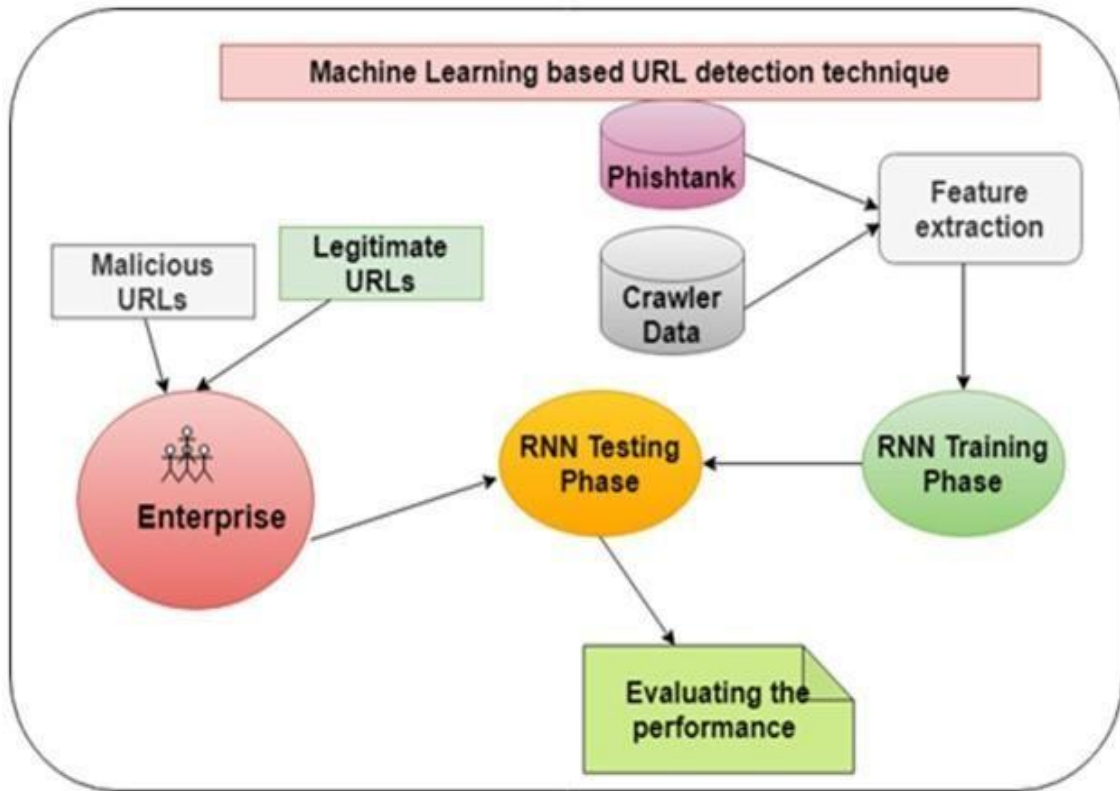 Machine Learning based URL detection technique
Phishtank
Feature
extraction
Legitimate
URLs
Malicious
URLs
Crawler
Data
RNN Testing
Phase
RNN Training
Phase
Enterprise
Evaluating the
performance